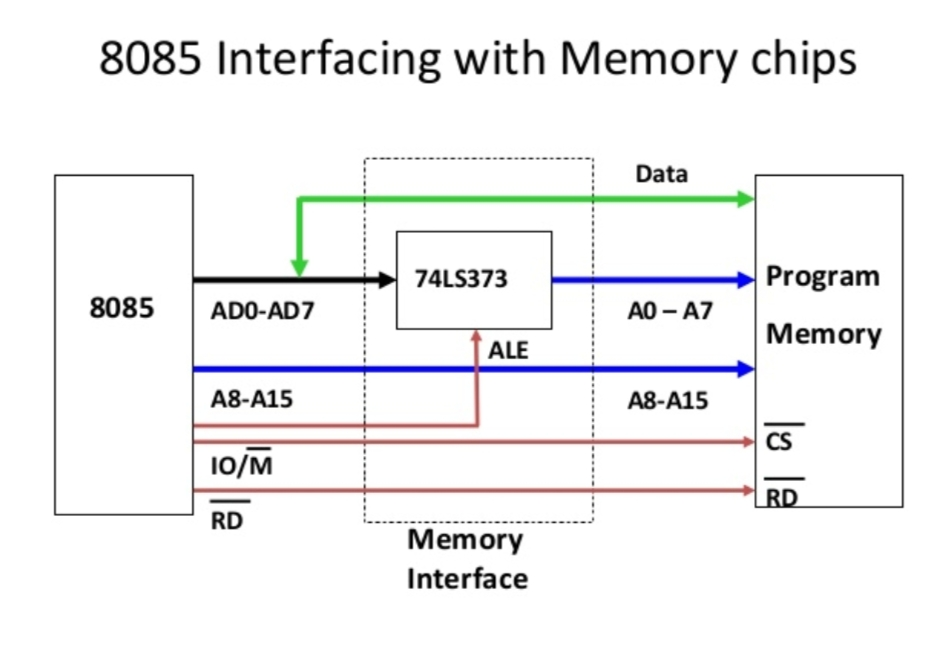 8085 Interfacing with Memory chips
Data
8085
74LS373
Program
Memory
AD0-AD7
A0 – A7
ALE
A8-A15
A8-A15
CS̅
IO/M̅
RD̅
RD̅
Memory
Interface